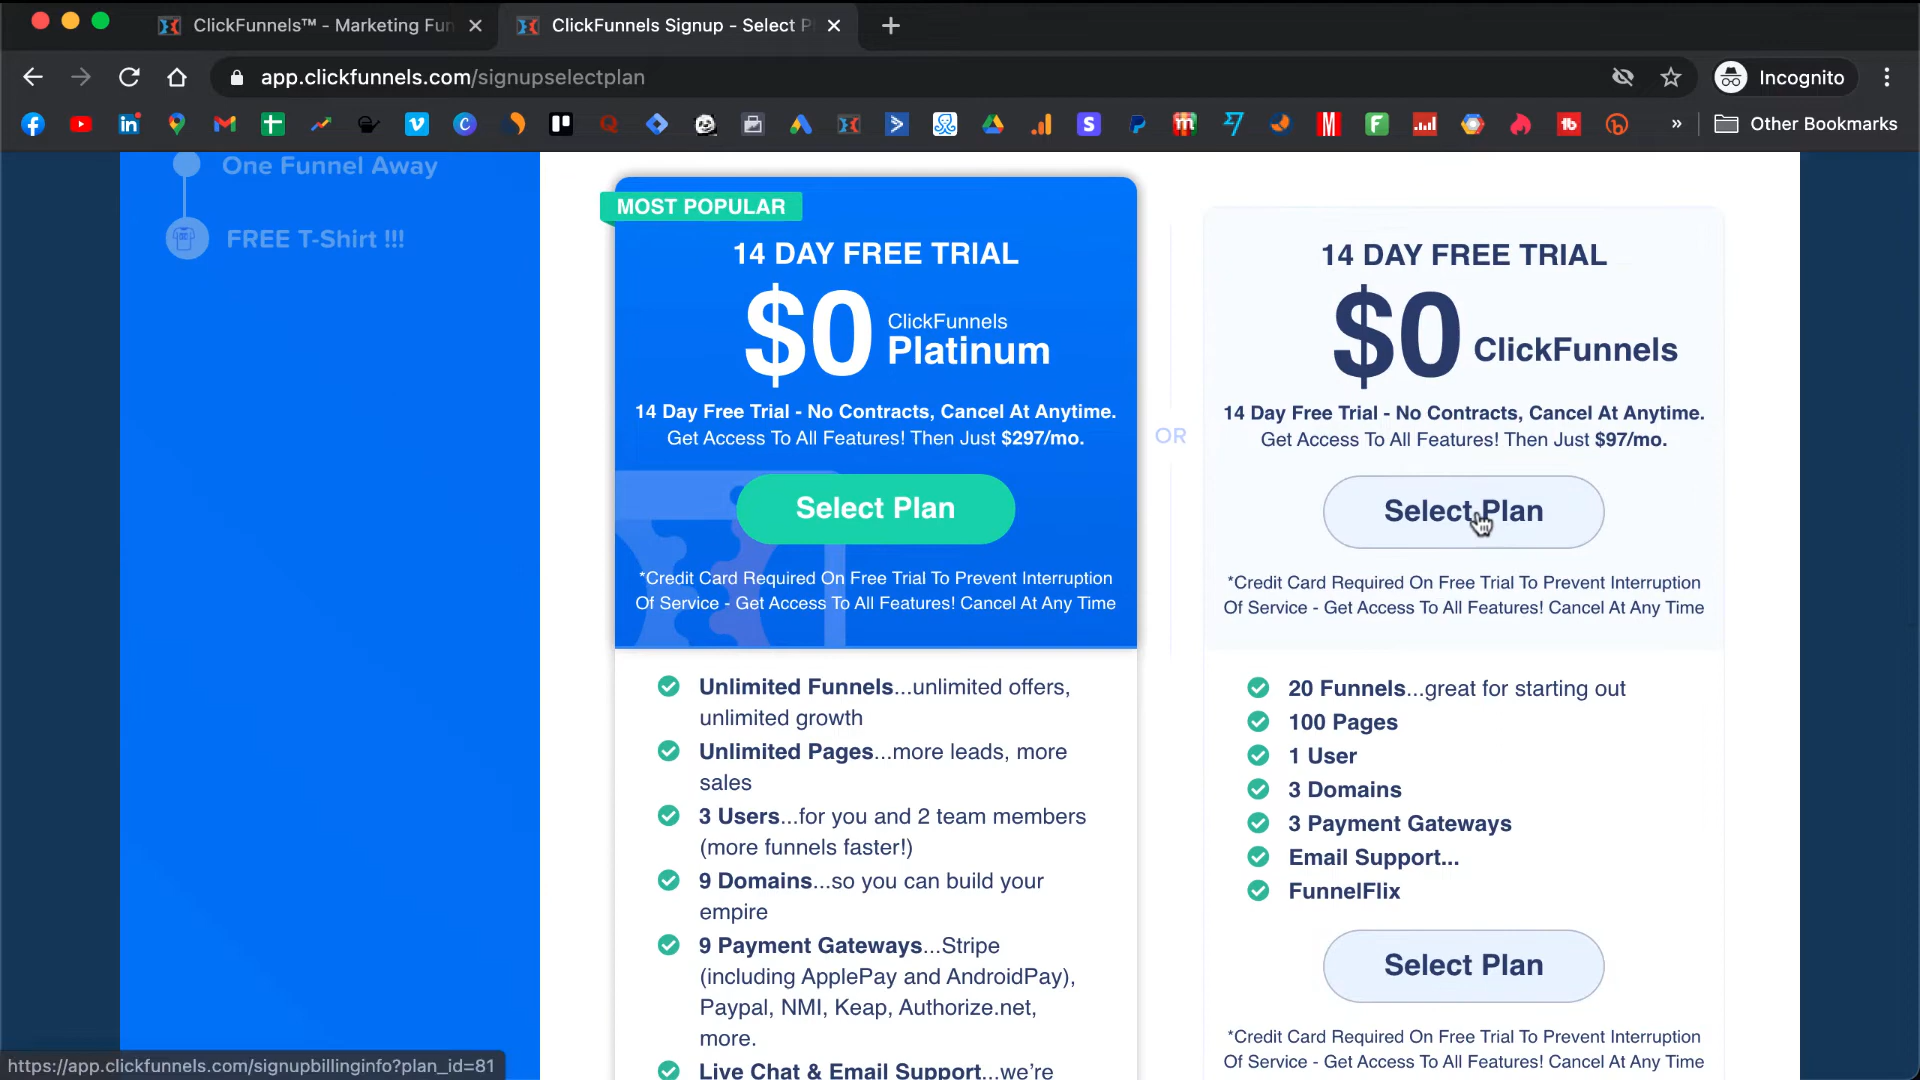 ClickFunnels™ - Marketing Fun
ClickFunnels Signup - Select P
app.clickfunnels.com/signupselectplan
Incognito
Other Bookmarks
One Funnel Away
FREE T-Shirt !!!
MOST POPULAR
14 DAY FREE TRIAL
$0 ClickFunnels
Platinum
14 Day Free Trial - No Contracts, Cancel At Anytime.
Get Access To All Features! Then Just $297/mo.
Select Plan
*Credit Card Required On Free Trial To Prevent Interruption
Of Service - Get Access To All Features! Cancel At Any Time
Unlimited Funnels...unlimited offers,
unlimited growth
Unlimited Pages...more leads, more
sales
3 Users...for you and 2 team members
(more funnels faster!)
9 Domains...so you can build your
empire
9 Payment Gateways...Stripe
(including ApplePay and AndroidPay),
Paypal, NMI, Keap, Authorize.net,
more.
Live Chat & Email Support...we're
OR
14 DAY FREE TRIAL
$0 ClickFunnels
14 Day Free Trial - No Contracts, Cancel At Anytime.
Get Access To All Features! Then Just $97/mo.
Select Plan
*Credit Card Required On Free Trial To Prevent Interruption
Of Service - Get Access To All Features! Cancel At Any Time
20 Funnels...great for starting out
100 Pages
1 User
3 Domains
3 Payment Gateways
Email Support...
FunnelFlix
Select Plan
*Credit Card Required On Free Trial To Prevent Interruption
Of Service - Get Access To All Features! Cancel At Any Time
https://app.clickfunnels.com/signupbillinginfo?plan_id=81